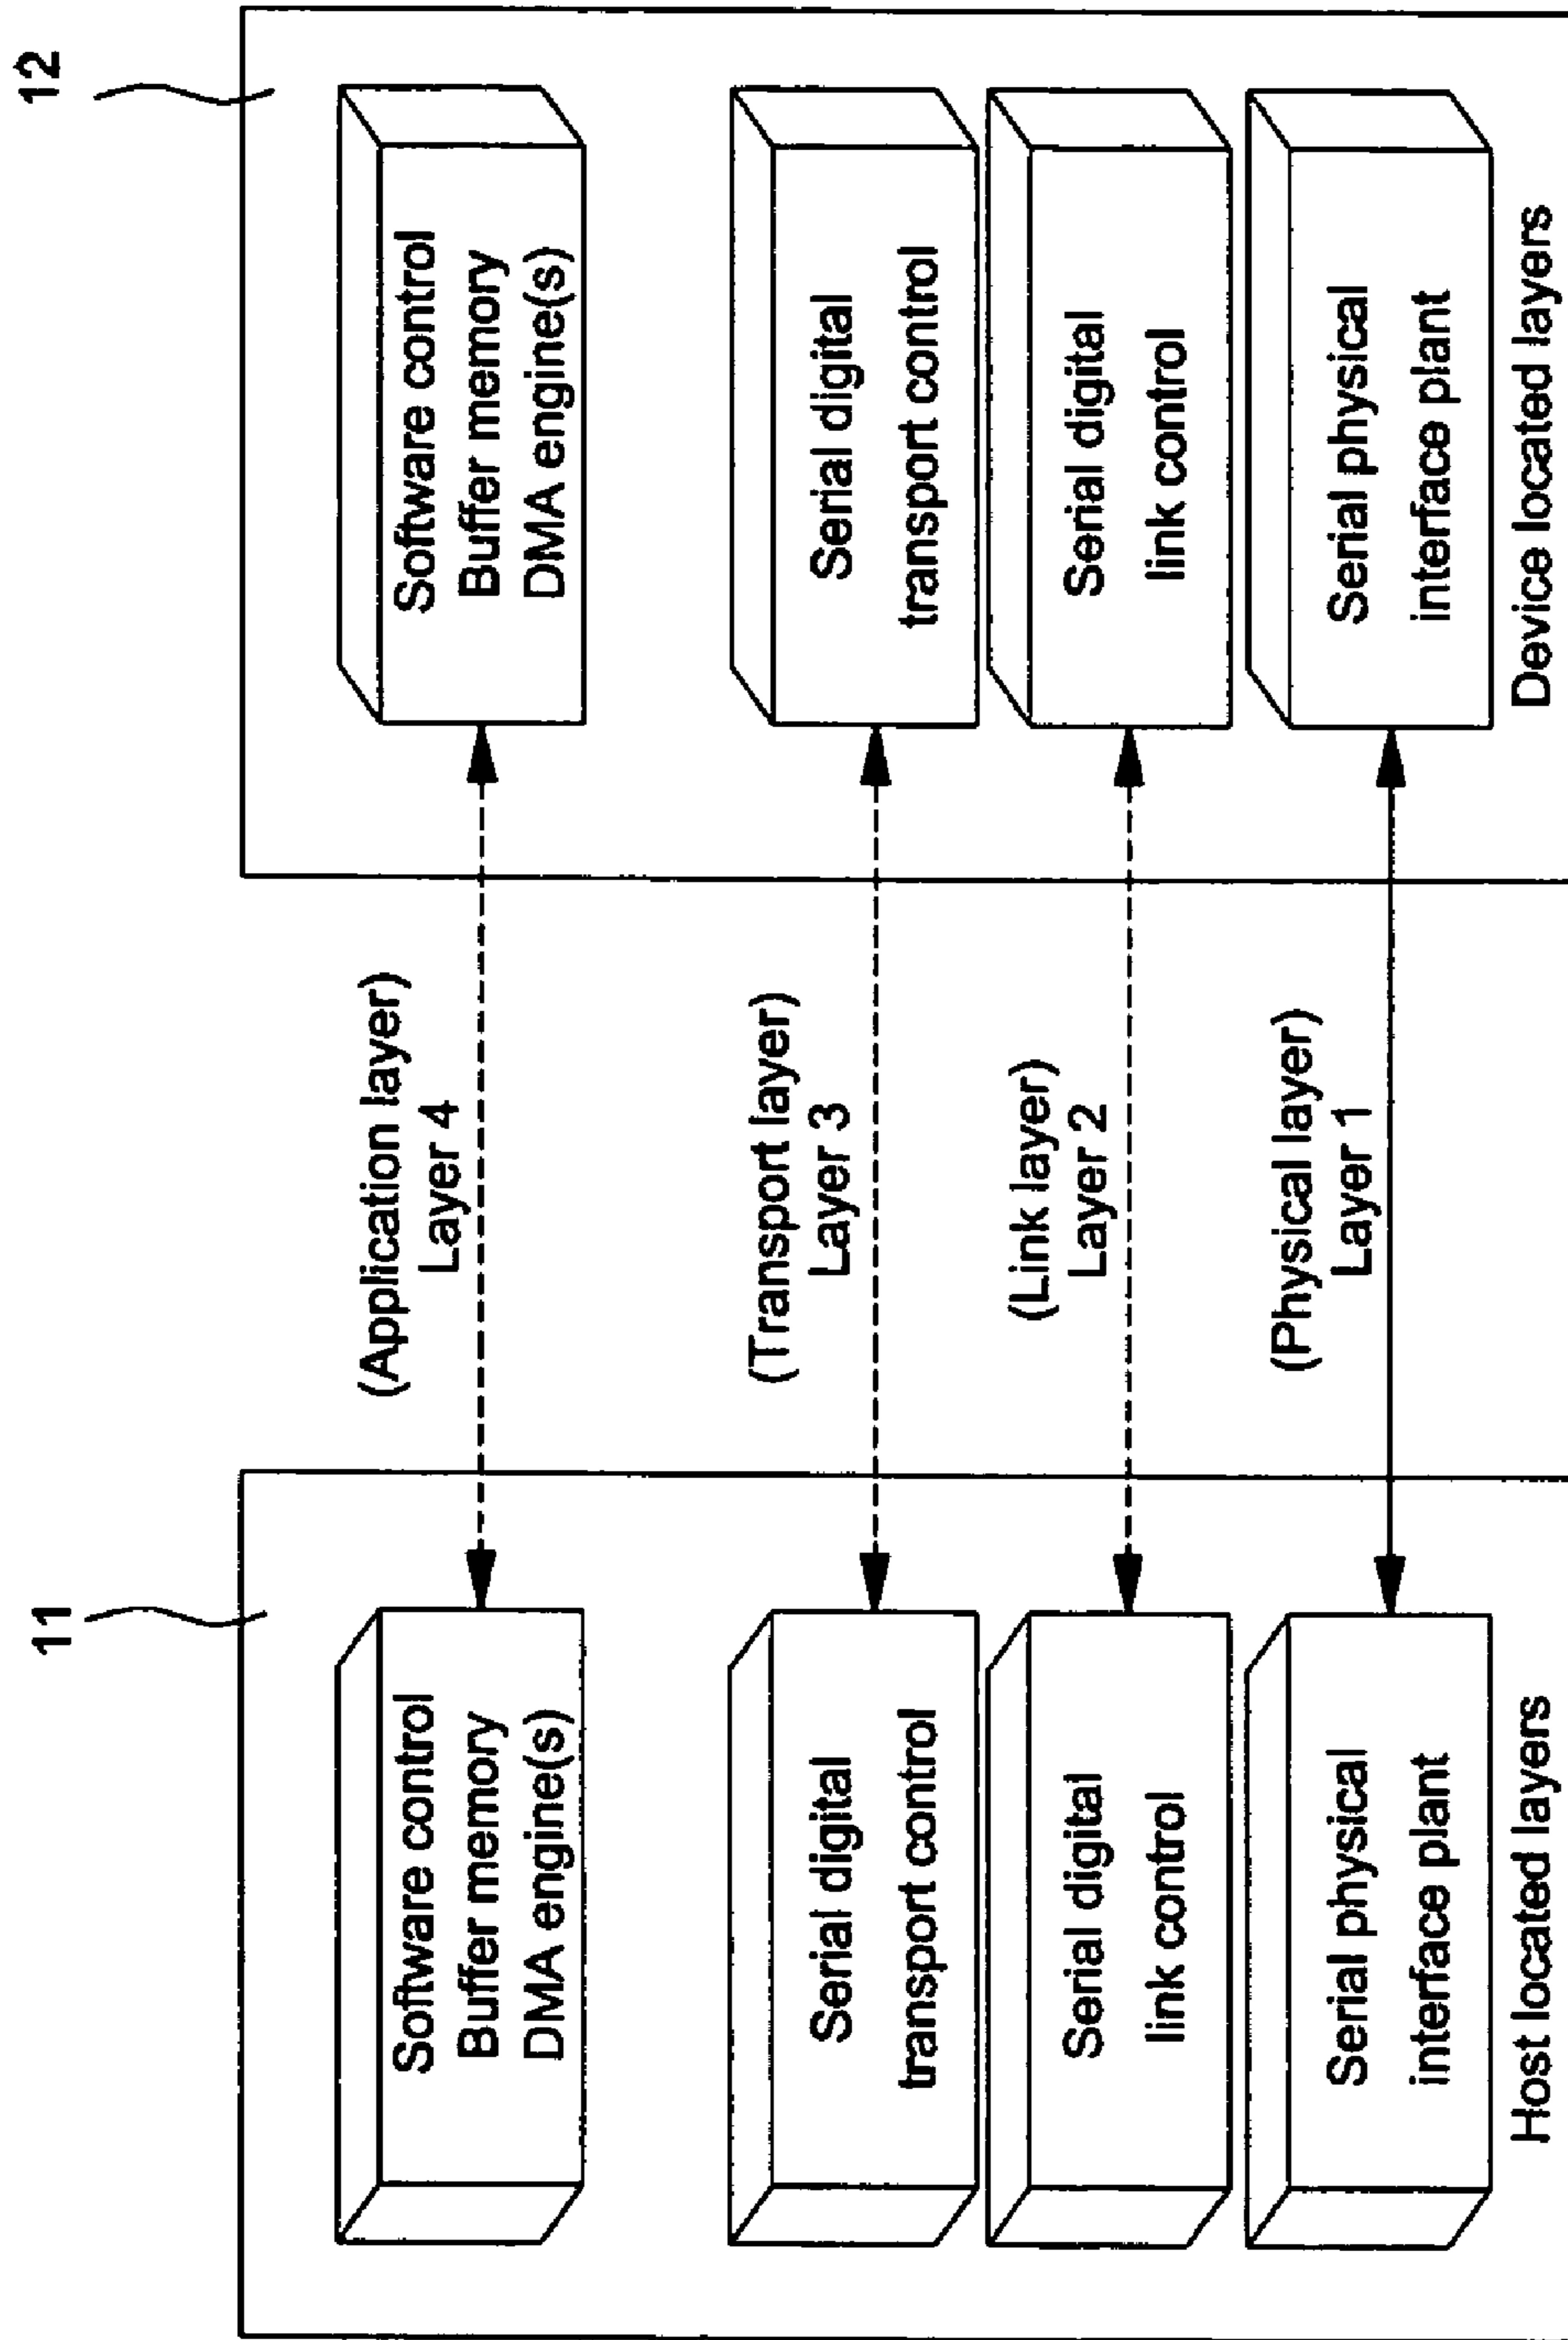 11
12
Software control
Buffer memory
DMA engine(s)
(Application layer)
Layer 4
Software control
Buffer memory
DMA engine(s)
Serial digital
transport control
(Transport layer)
Layer 3
Serial digital
transport control
Serial digital
link control
(Link layer)
Layer 2
Serial digital
link control
Serial physical
interface plant
(Physical layer)
Layer 1
Serial physical
interface plant
Host located layers
Device located layers